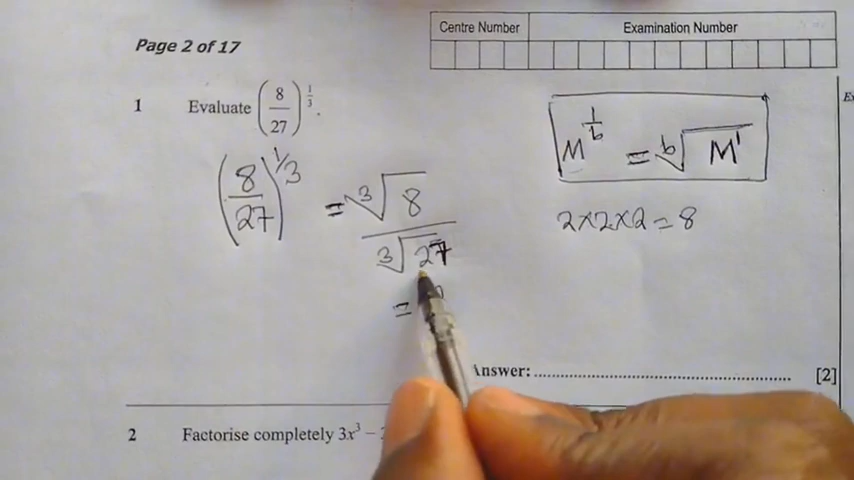 Centre Number Examination Number
Page 2 of 17
1 Evaluate (8/27)^1/3.
M^1/b = ᵇ√M¹
(8/27)^1/3 = ³√8 / ³√27
2×2×2=8
=
Answer: [2]
2 Factorise completely 3x³ –